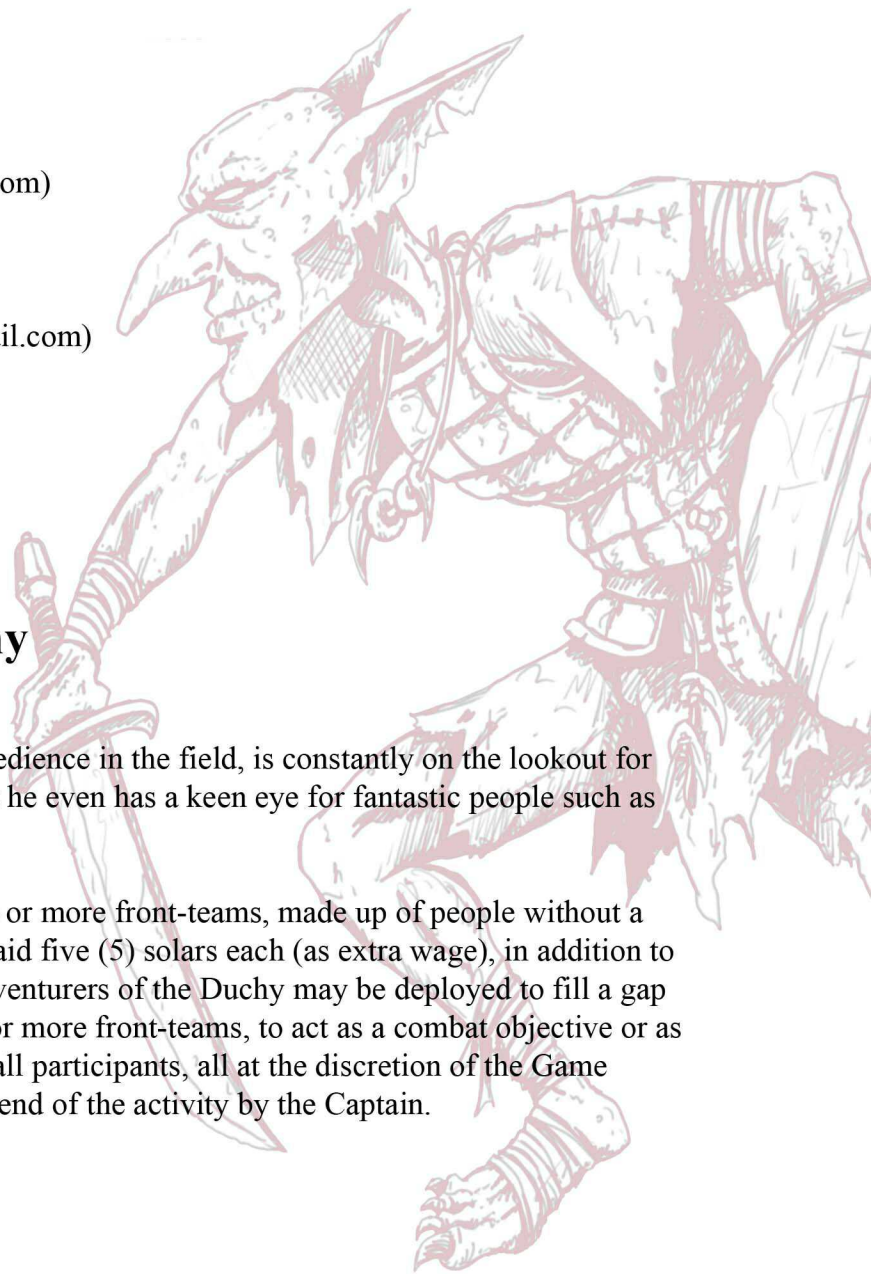 om)
il.com)
y
edience in the field, is constantly on the lookout for
he even has a keen eye for fantastic people such as
or more front-teams, made up of people without a
aid five (5) solars each (as extra wage), in addition to
venturers of the Duchy may be deployed to fill a gap
or more front-teams, to act as a combat objective or as
all participants, all at the discretion of the Game
end of the activity by the Captain.